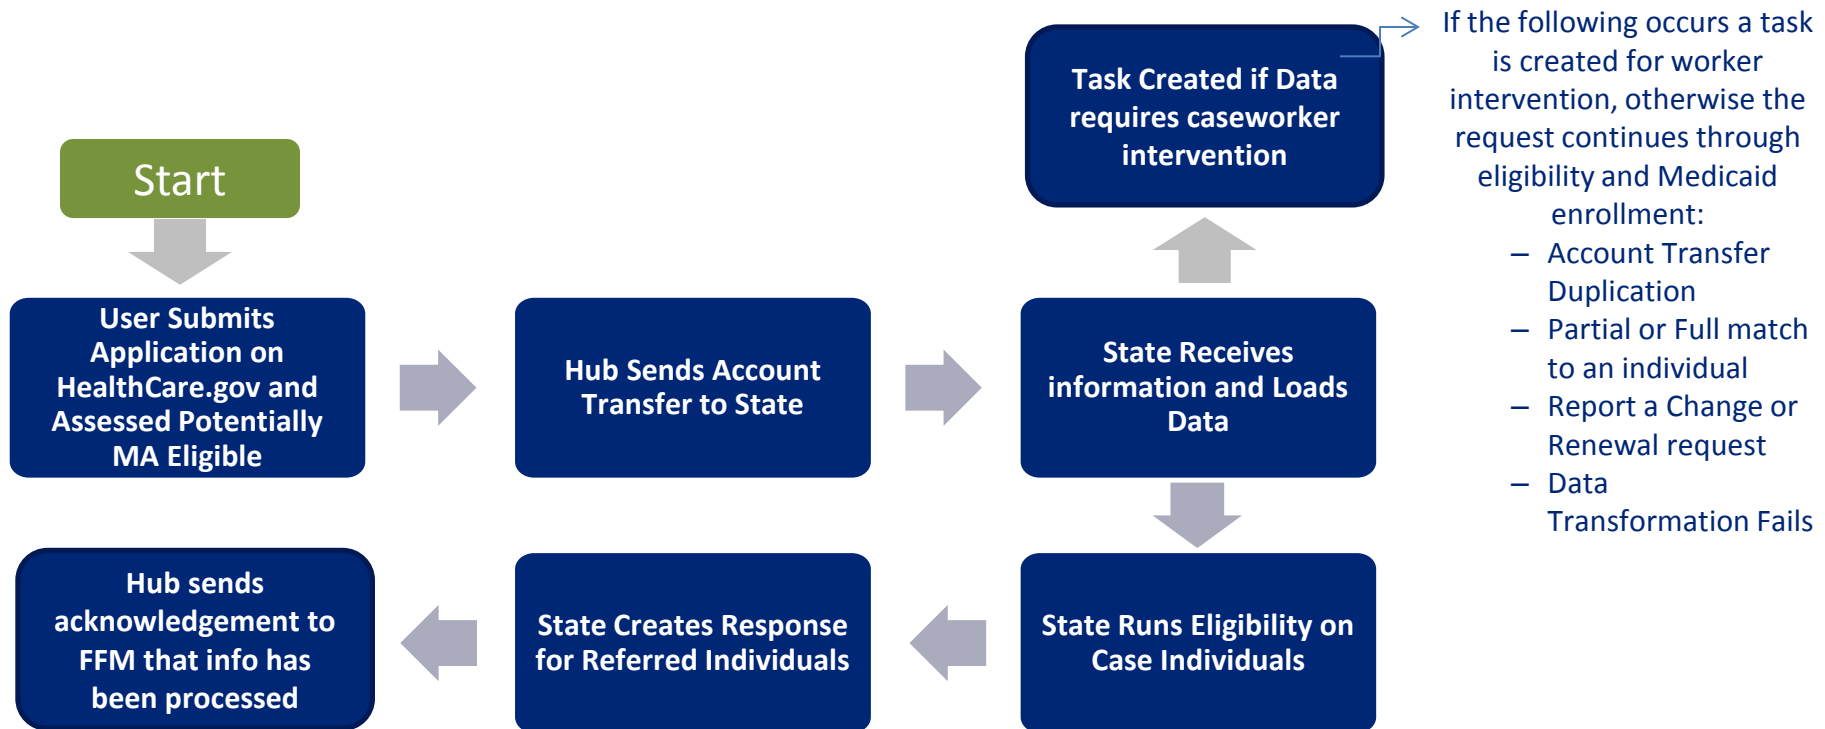 Start
User Submits
Application on
HealthCare.gov and
Assessed Potentially
MA Eligible
Hub Sends Account
Transfer to State
State Receives
information and Loads
Data
Task Created if Data
requires caseworker
intervention
If the following occurs a task
is created for worker
intervention, otherwise the
request continues through
eligibility and Medicaid
enrollment:
– Account Transfer
Duplication
– Partial or Full match
to an individual
– Report a Change or
Renewal request
– Data
Transformation Fails
State Runs Eligibility on
Case Individuals
State Creates Response
for Referred Individuals
Hub sends
acknowledgement to
FFM that info has
been processed